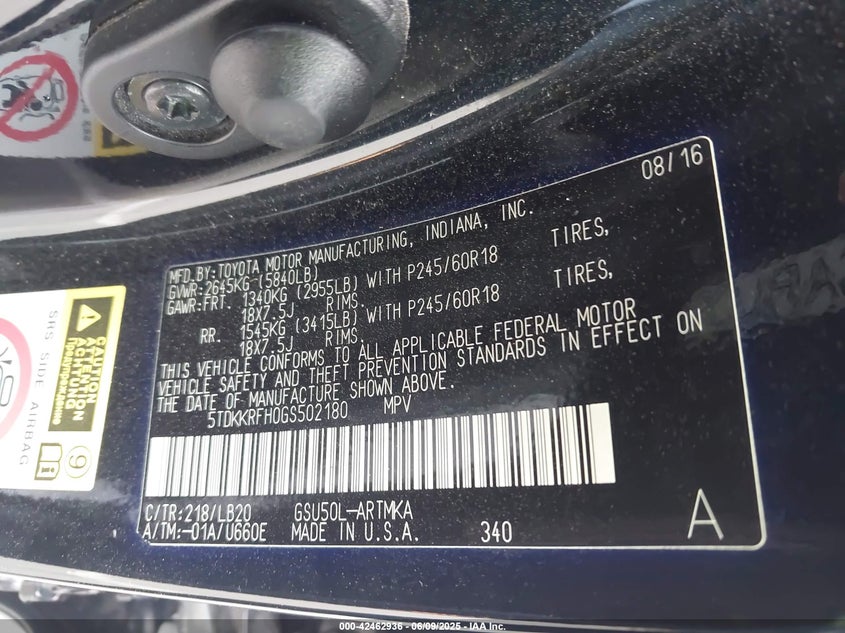 08/16
MFD.BY:TOYOTA MOTOR MANUFACTURING, INDIANA, INC.
GVWR:2645KG (5840LB)
GAWR:FRT. 1340KG (2955LB) WITH P245/60R18 TIRES,
18X7.5J RIMS.
RR. 1545KG (3415LB) WITH P245/60R18 TIRES,
18X7.5J RIMS.
THIS VEHICLE CONFORMS TO ALL APPLICABLE FEDERAL MOTOR
VEHICLE SAFETY AND THEFT PREVENTION STANDARDS IN EFFECT ON
THE DATE OF MANUFACTURE SHOWN ABOVE.
5TDKKRFH0GS502180 MPV
C/TR:218/LB20 GSU50L-ARTMKA
A/TM:-01A/U660E MADE IN U.S.A. 340
A
SRS SIDE AIRBAG
CAUTION
ATTENTION
ACHTUNG
9
i
000-42462936 - 06/09/2025 - IAA Inc.